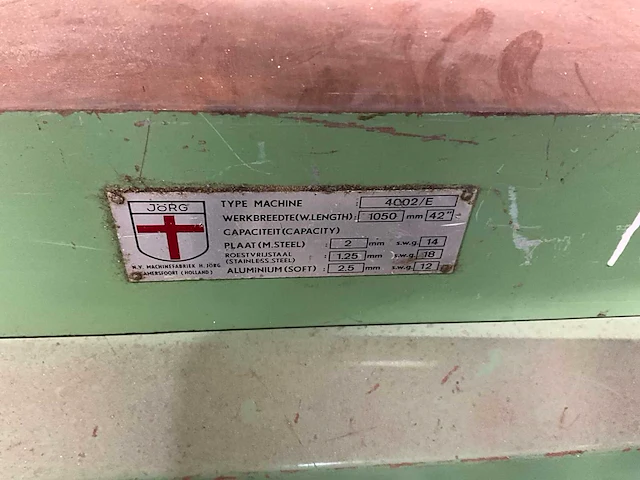 JÖRG
N.V. MACHINEFABRIEK H. JÖRG
AMERSFOORT (HOLLAND)
TYPE MACHINE : 4002/E
WERKBREEDTE(W.LENGTH) : 1050 mm 42"
CAPACITEIT(CAPACITY)
PLAAT(M.STEEL) : 2 mm s.w.g. 14
ROESTVRIJSTAAL
(STAINLESS.STEEL) : 1.25 mm s.w.g. 18
ALUMINIUM(SOFT) : 2.5 mm s.w.g. 12